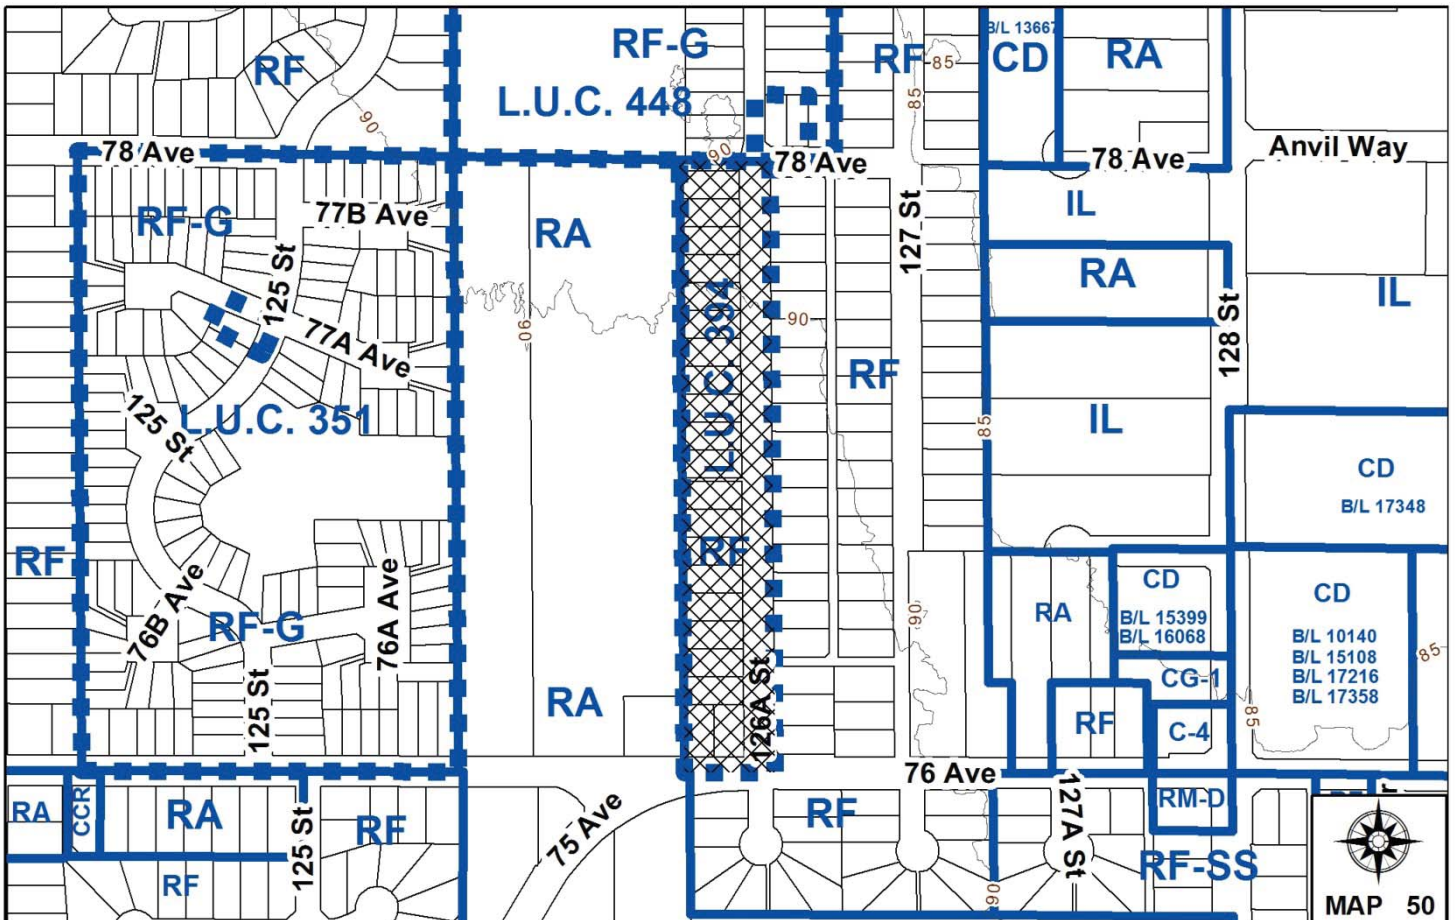 B/L 13667
RF-G
RF
CD
RA
RF
85
L.U.C. 448
85
90
78 Ave
90
78 Ave
78 Ave
Anvil Way
RF-G
77B Ave
RA
127 St
IL
125 St
RA
IL
77A Ave
90
L.U.C. 394
90
128 St
RF
125 St
L.U.C. 351
IL
85
CD
B/L 17348
RF
RF
CD
CD
76B Ave
RF-G
76A Ave
90
RA
B/L 15399
B/L 16068
B/L 10140
B/L 15108
B/L 17216
B/L 17358
85
125 St
RA
126A St
CG-1
85
RF
C-4
76 Ave
RA
CCR
RA
125 St
RF
75 Ave
RF
127A St
RM-D
RF
90
RF-SS
MAP 50